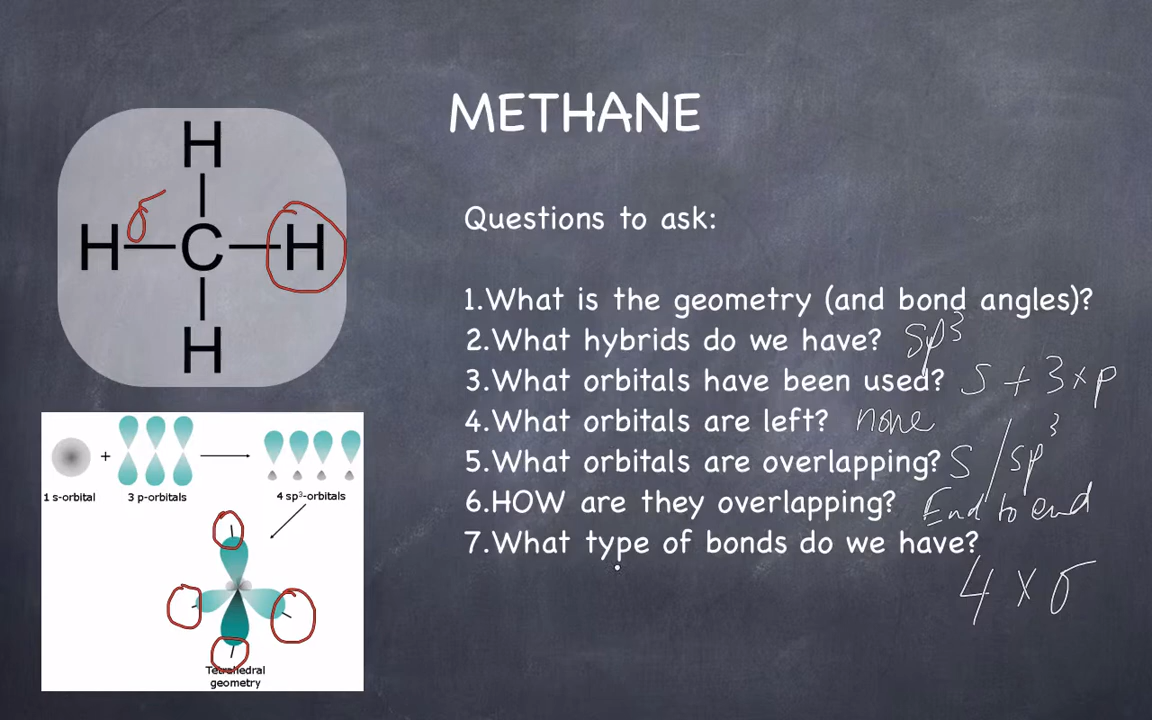 METHANE
H
H C H
H
σ
Questions to ask:
1.What is the geometry (and bond angles)?
2.What hybrids do we have? sp³
3.What orbitals have been used? S + 3 x p
4.What orbitals are left? none
5.What orbitals are overlapping? S / sp³
6.HOW are they overlapping? End to end
7.What type of bonds do we have?
4 x σ
+
1 s-orbital 3 p-orbitals 4 sp³-orbitals
Tetrahedral
geometry